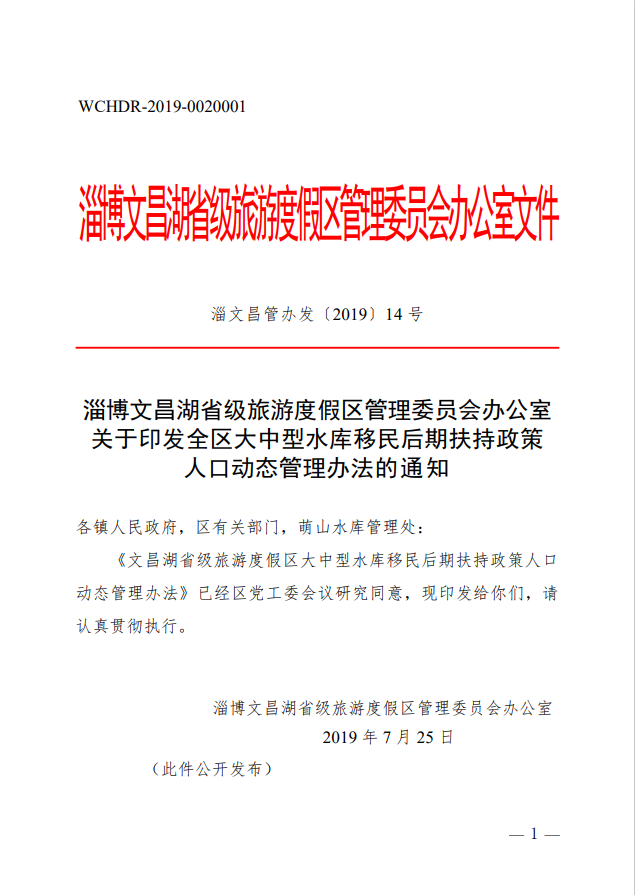 WCHDR-2019-0020001
淄博文昌湖省级旅游度假区管理委员会办公室文件
淄文昌管办发〔2019〕14 号
淄博文昌湖省级旅游度假区管理委员会办公室
关于印发全区大中型水库移民后期扶持政策
人口动态管理办法的通知
各镇人民政府，区有关部门，萌山水库管理处：
《文昌湖省级旅游度假区大中型水库移民后期扶持政策人口
动态管理办法》已经区党工委会议研究同意，现印发给你们，请
认真贯彻执行。
淄博文昌湖省级旅游度假区管理委员会办公室
2019 年 7 月 25 日
（此件公开发布）
— 1 —